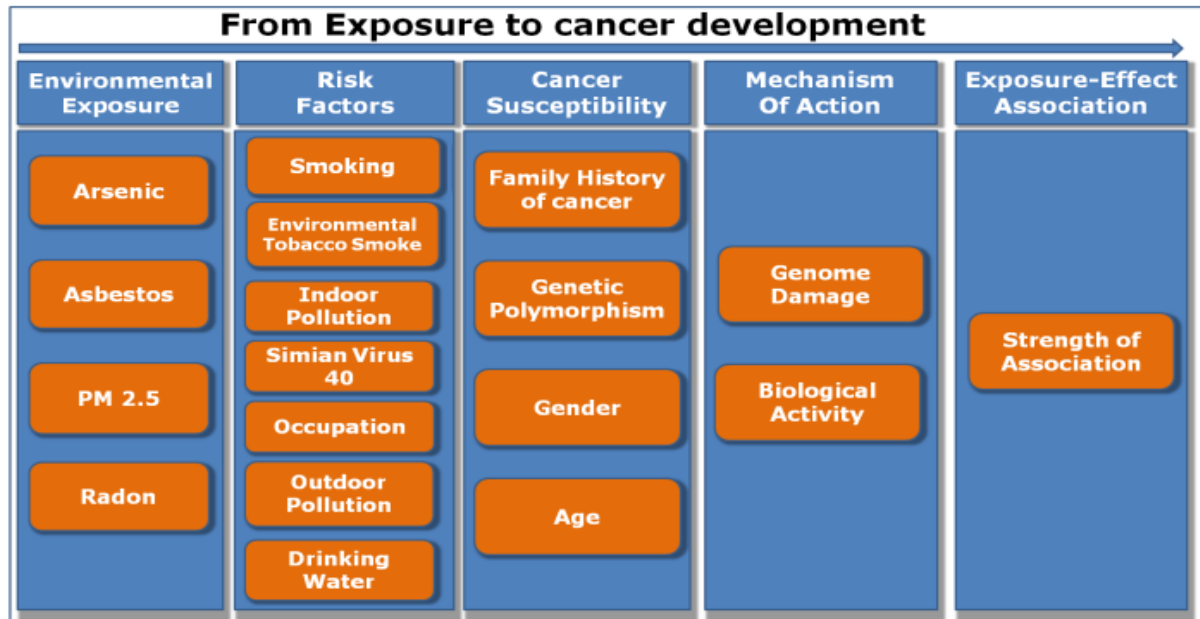 From Exposure to cancer development
Environmental
Exposure
Arsenic
Asbestos
PM 2.5
Radon
Risk
Factors
Smoking
Environmental
Tobacco Smoke
Indoor
Pollution
Simian Virus
40
Occupation
Outdoor
Pollution
Drinking
Water
Cancer
Susceptibility
Family History
of cancer
Genetic
Polymorphism
Gender
Age
Mechanism
Of Action
Genome
Damage
Biological
Activity
Exposure-Effect
Association
Strength of
Association